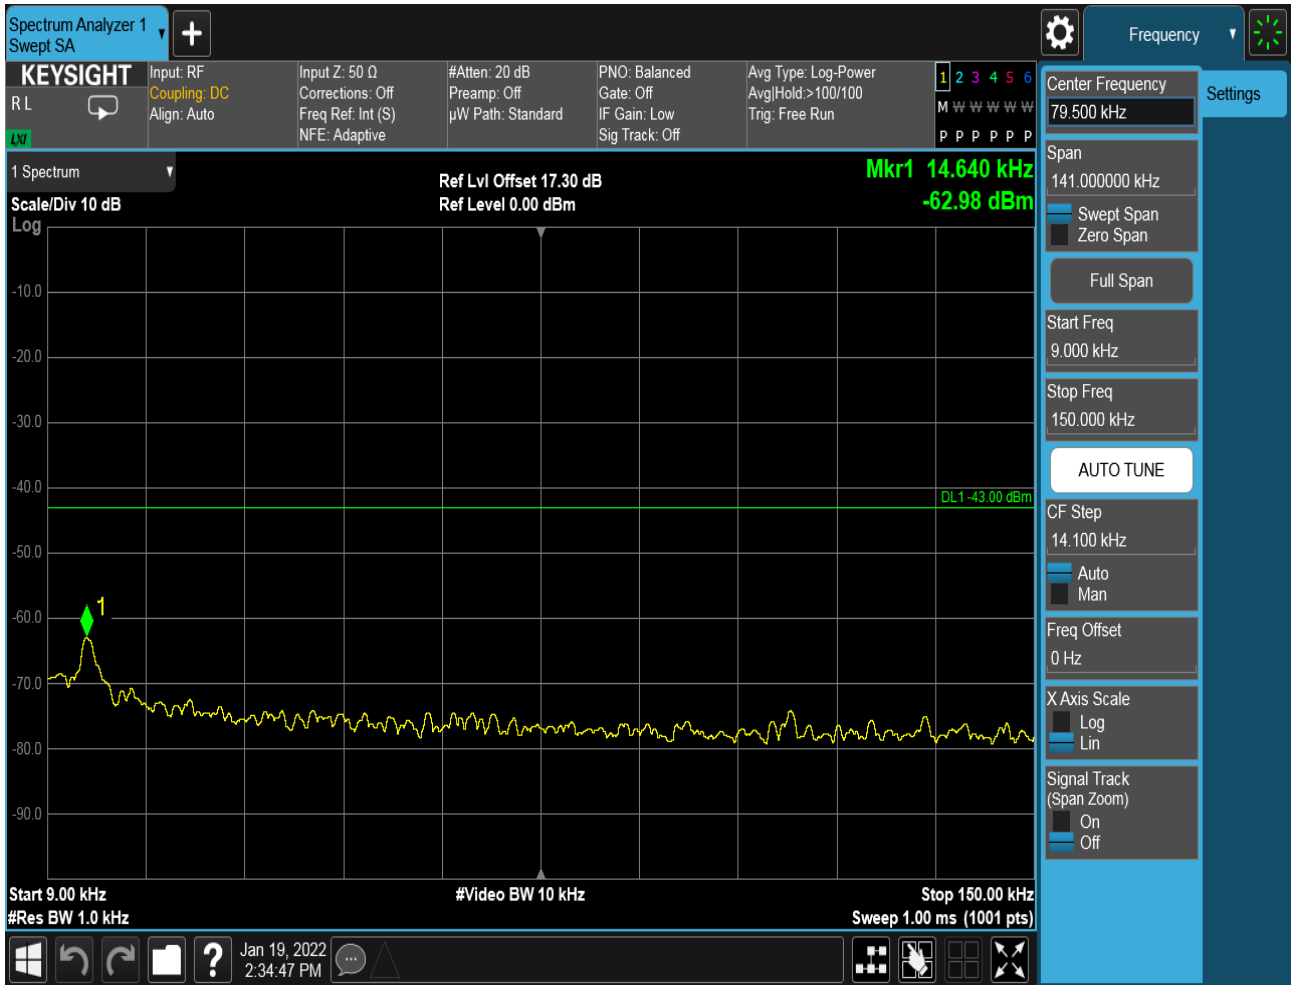 Spectrum Analyzer 1
Swept SA
Frequency
KEYSIGHT
R L
LXI
Input: RF
Coupling: DC
Align: Auto
Input Z: 50 Ω
Corrections: Off
Freq Ref: Int (S)
NFE: Adaptive
#Atten: 20 dB
Preamp: Off
µW Path: Standard
PNO: Balanced
Gate: Off
IF Gain: Low
Sig Track: Off
Avg Type: Log-Power
Avg|Hold:>100/100
Trig: Free Run
1 2 3 4 5 6
M W W W W W
P P P P P P
1 Spectrum
Scale/Div 10 dB
Log
Ref Lvl Offset 17.30 dB
Ref Level 0.00 dBm
Mkr1 14.640 kHz
-62.98 dBm
-10.0
-20.0
-30.0
-40.0
DL1 -43.00 dBm
-50.0
1
-60.0
-70.0
-80.0
-90.0
Start 9.00 kHz
#Video BW 10 kHz
Stop 150.00 kHz
#Res BW 1.0 kHz
Sweep 1.00 ms (1001 pts)
?
Jan 19, 2022
2:34:47 PM
Center Frequency
79.500 kHz
Settings
Span
141.000000 kHz
Swept Span
Zero Span
Full Span
Start Freq
9.000 kHz
Stop Freq
150.000 kHz
AUTO TUNE
CF Step
14.100 kHz
Auto
Man
Freq Offset
0 Hz
X Axis Scale
Log
Lin
Signal Track
(Span Zoom)
On
Off